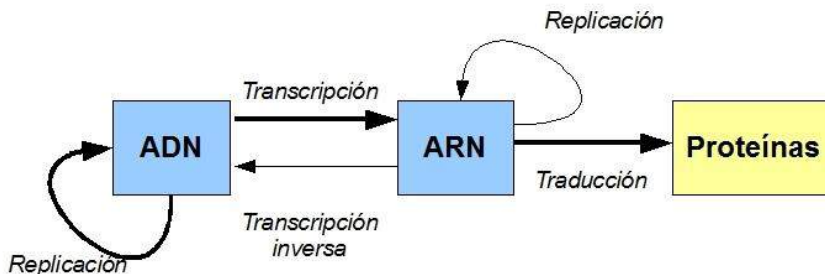 Replicación
Transcripción
ADN
ARN
Proteínas
Traducción
Transcripción
inversa
Replicación